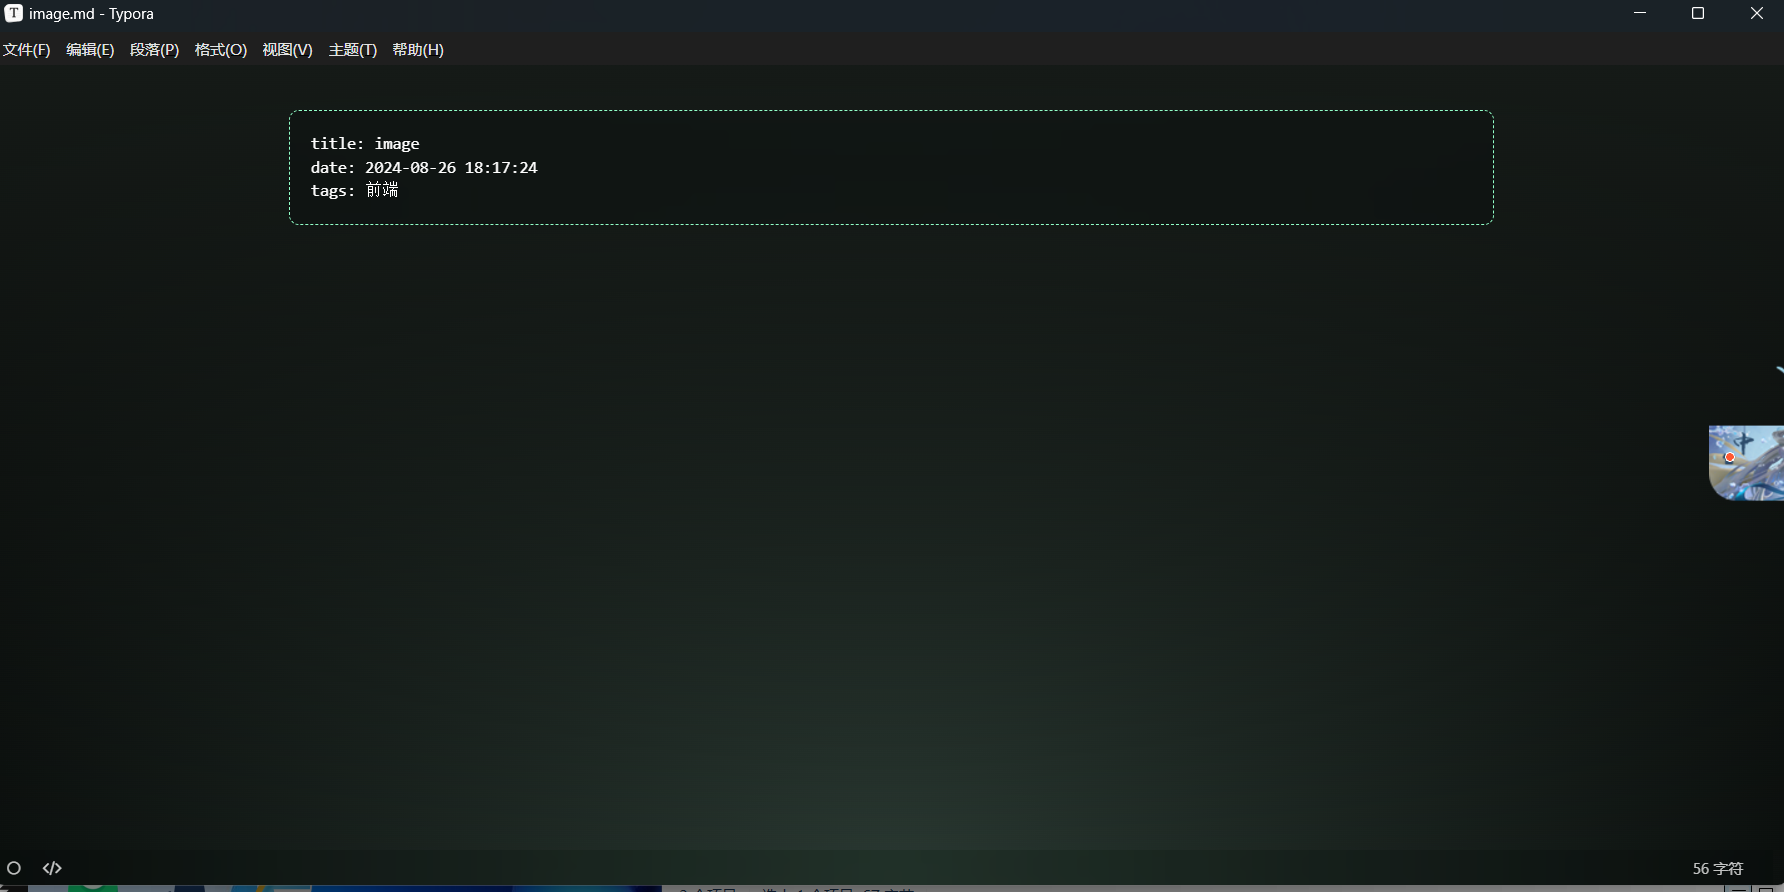 T image.md - Typora
文件(F) 编辑(E) 段落(P) 格式(O) 视图(V) 主题(T) 帮助(H)
title: image
date: 2024-08-26 18:17:24
tags: 前端
中
</> 56 字符